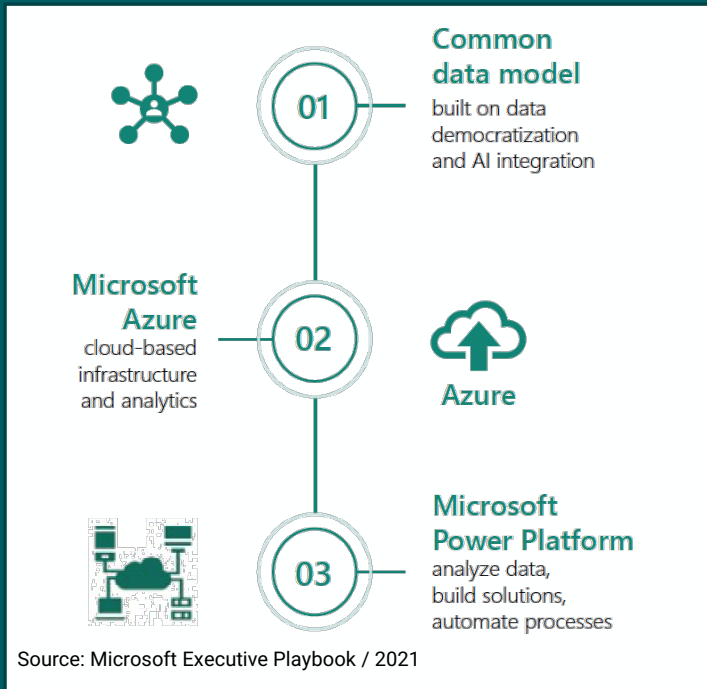 01
Common
data model
built on data
democratization
and AI integration
Microsoft
Azure
cloud-based
infrastructure
and analytics
02
Azure
03
Microsoft
Power Platform
analyze data,
build solutions,
automate processes
Source: Microsoft Executive Playbook / 2021